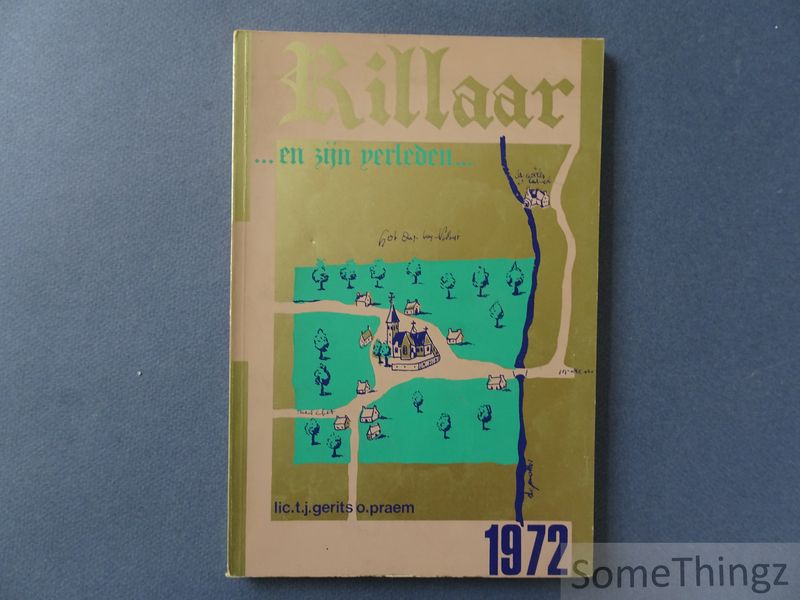 Rillaar
...en zijn verleden...
lic.t.j.gerits o.praem
1972
SomeThingz